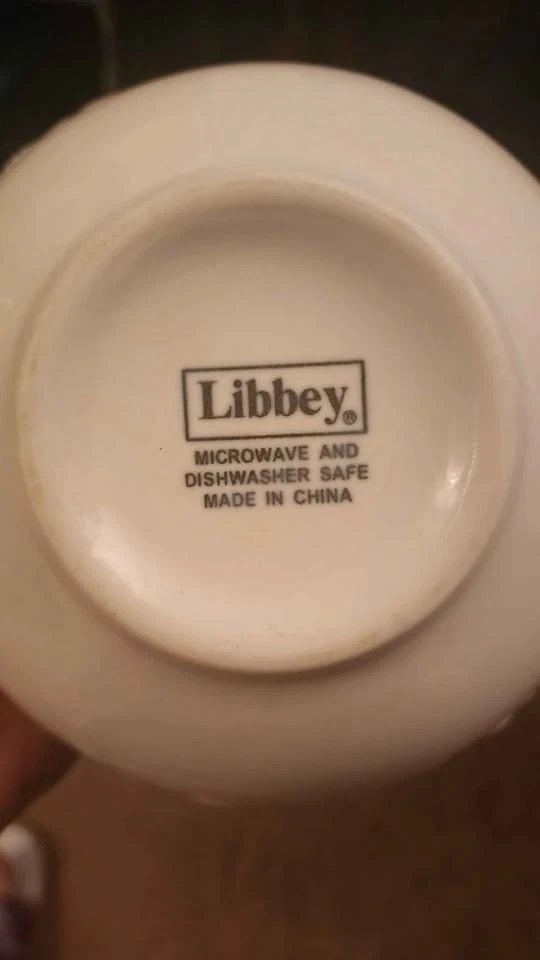 Libbey®
MICROWAVE AND
DISHWASHER SAFE
MADE IN CHINA